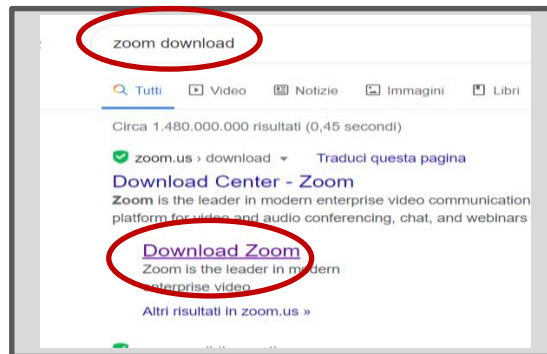 zoom download
Tutti Video Notizie Immagini Libri
Circa 1.480.000.000 risultati (0,45 secondi)
zoom.us › download Traduci questa pagina
Download Center - Zoom
Zoom is the leader in modern enterprise video communication
platform for video and audio conferencing, chat, and webinars
Download Zoom
Zoom is the leader in modern
enterprise video
Altri risultati in zoom.us »